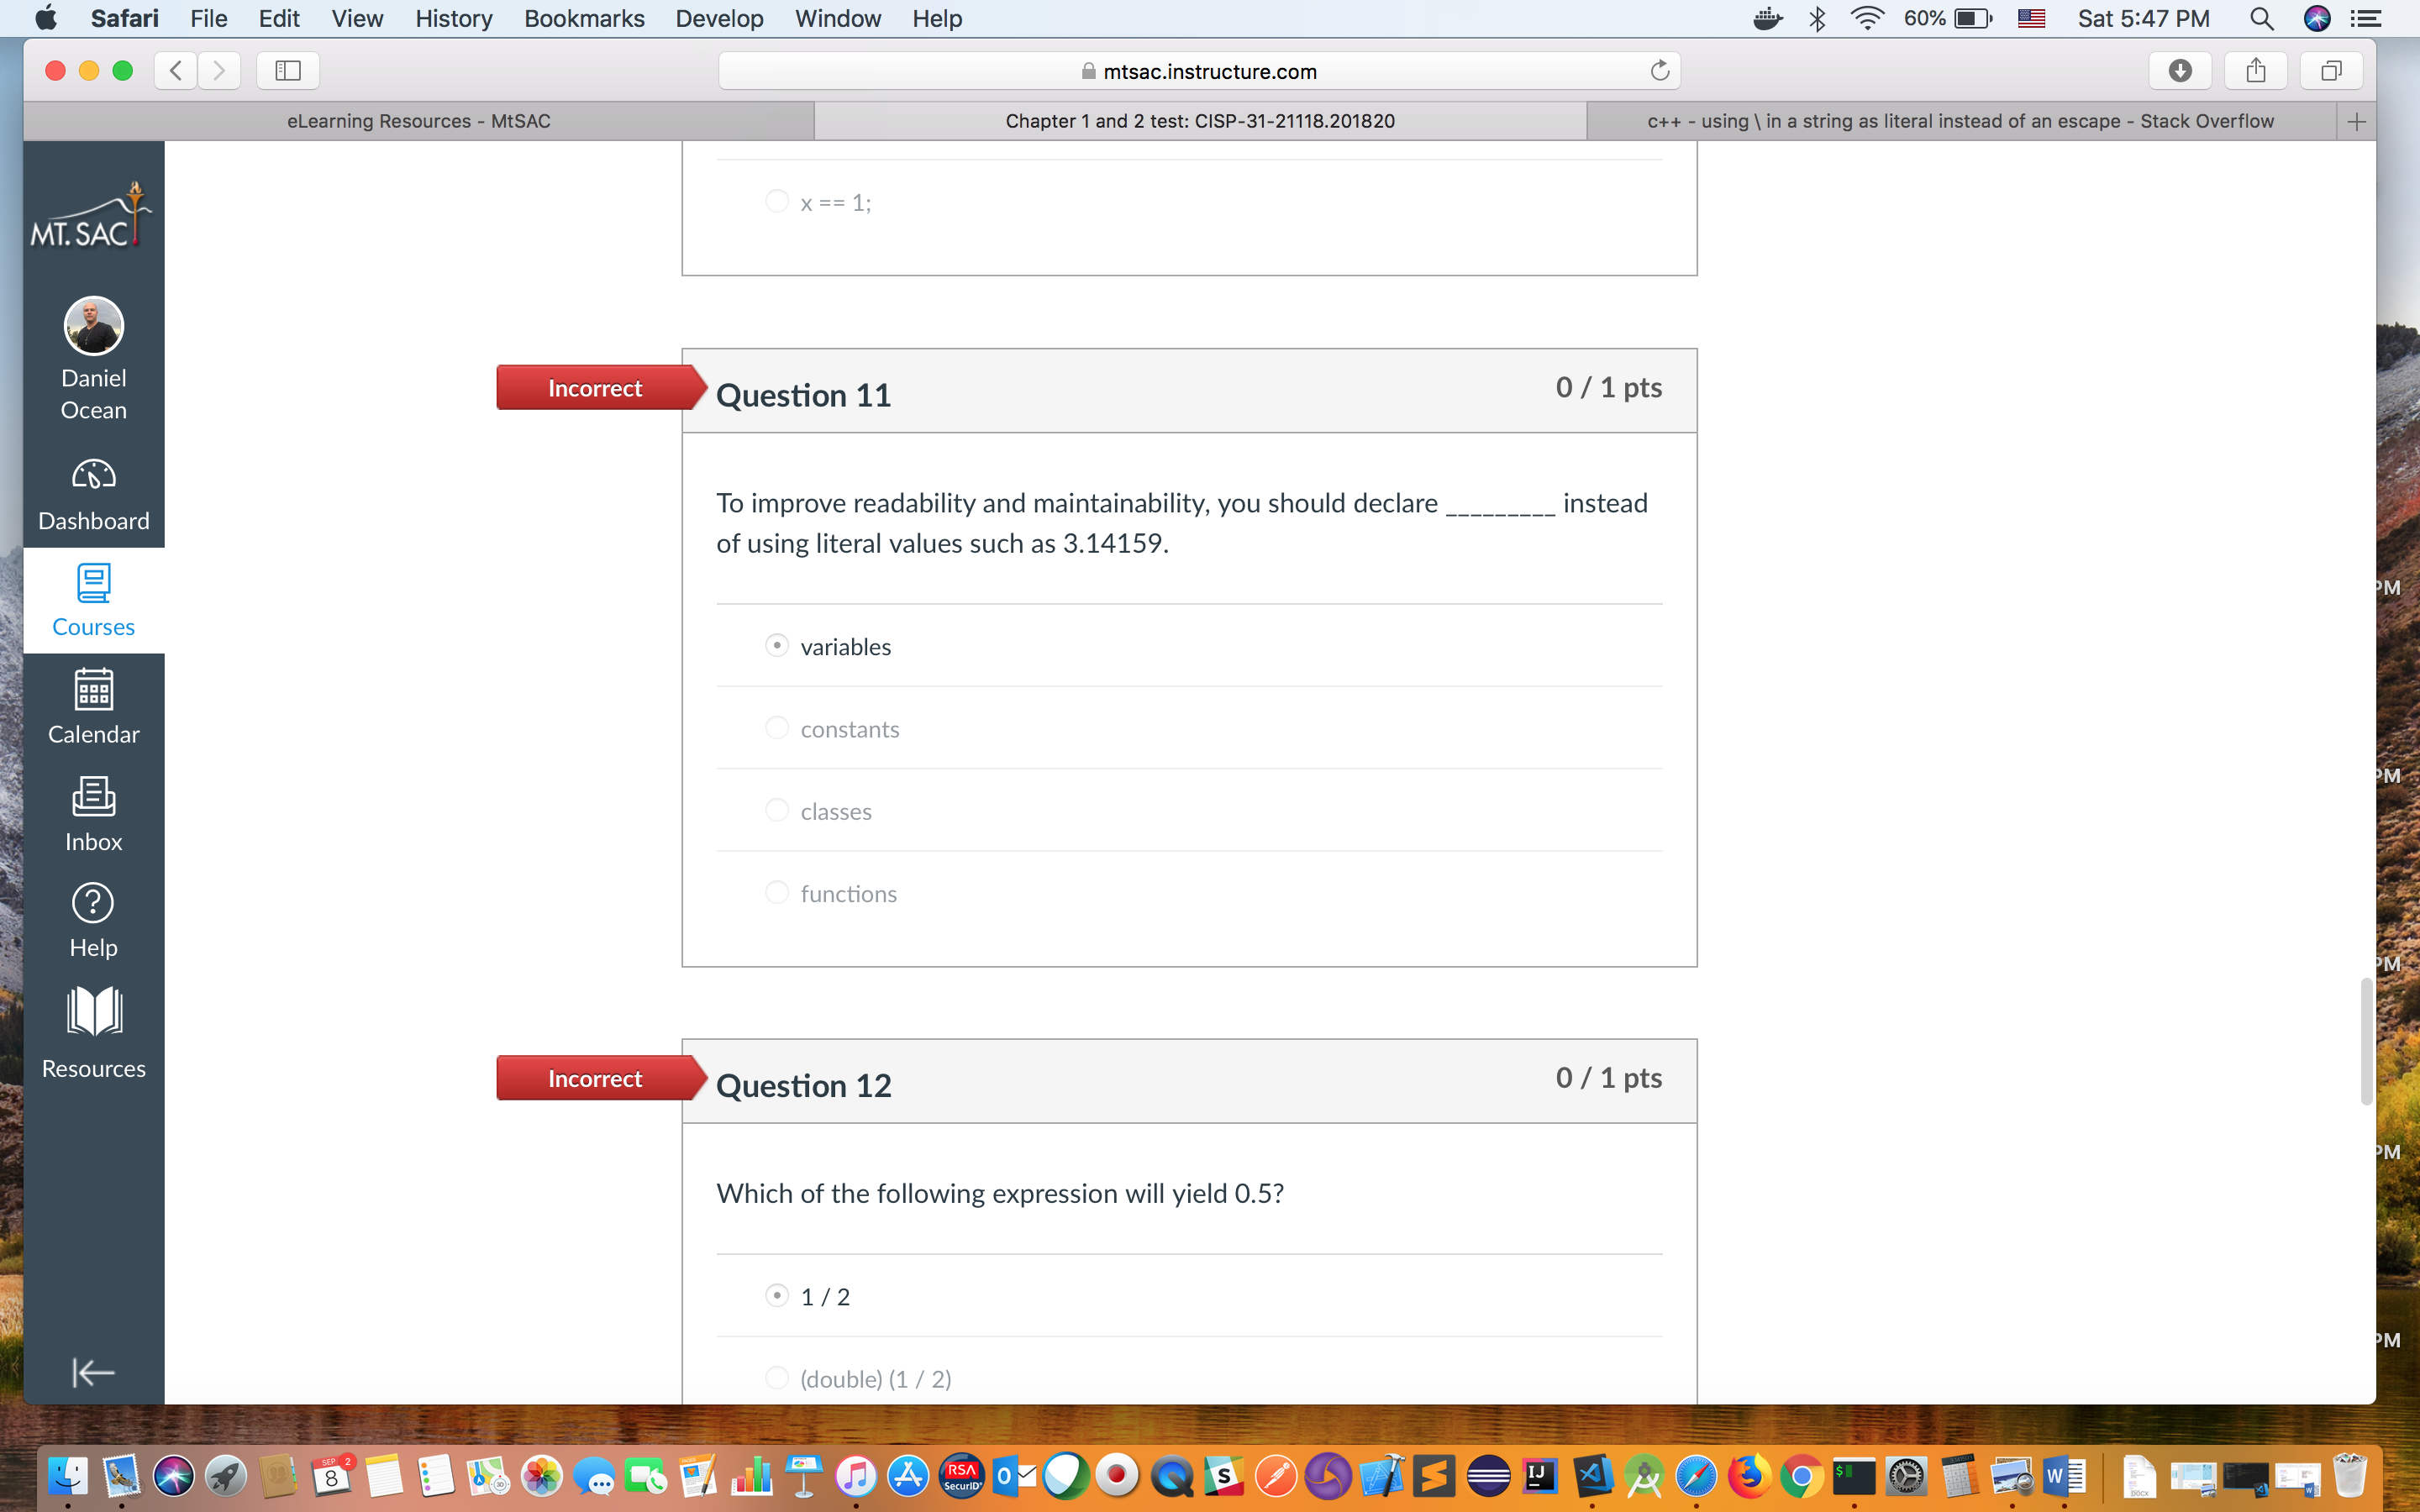 Safari File Edit View History Bookmarks Develop Window Help 60% Sat 5:47 PM
mtsac.instructure.com
eLearning Resources - MtSAC
Chapter 1 and 2 test: CISP-31-21118.201820
c++ - using \ in a string as literal instead of an escape - Stack Overflow
MT. SAC
Daniel
Ocean
Dashboard
Courses
Calendar
Inbox
Help
Resources
x == 1;
Incorrect
Question 11
0 / 1 pts
To improve readability and maintainability, you should declare _________ instead
of using literal values such as 3.14159.
variables
constants
classes
functions
Incorrect
Question 12
0 / 1 pts
Which of the following expression will yield 0.5?
1 / 2
(double) (1 / 2)
PM
PM
PM
PM
PM
SEP
8
2
RSA
SecurID
S
IJ
W
DOCX